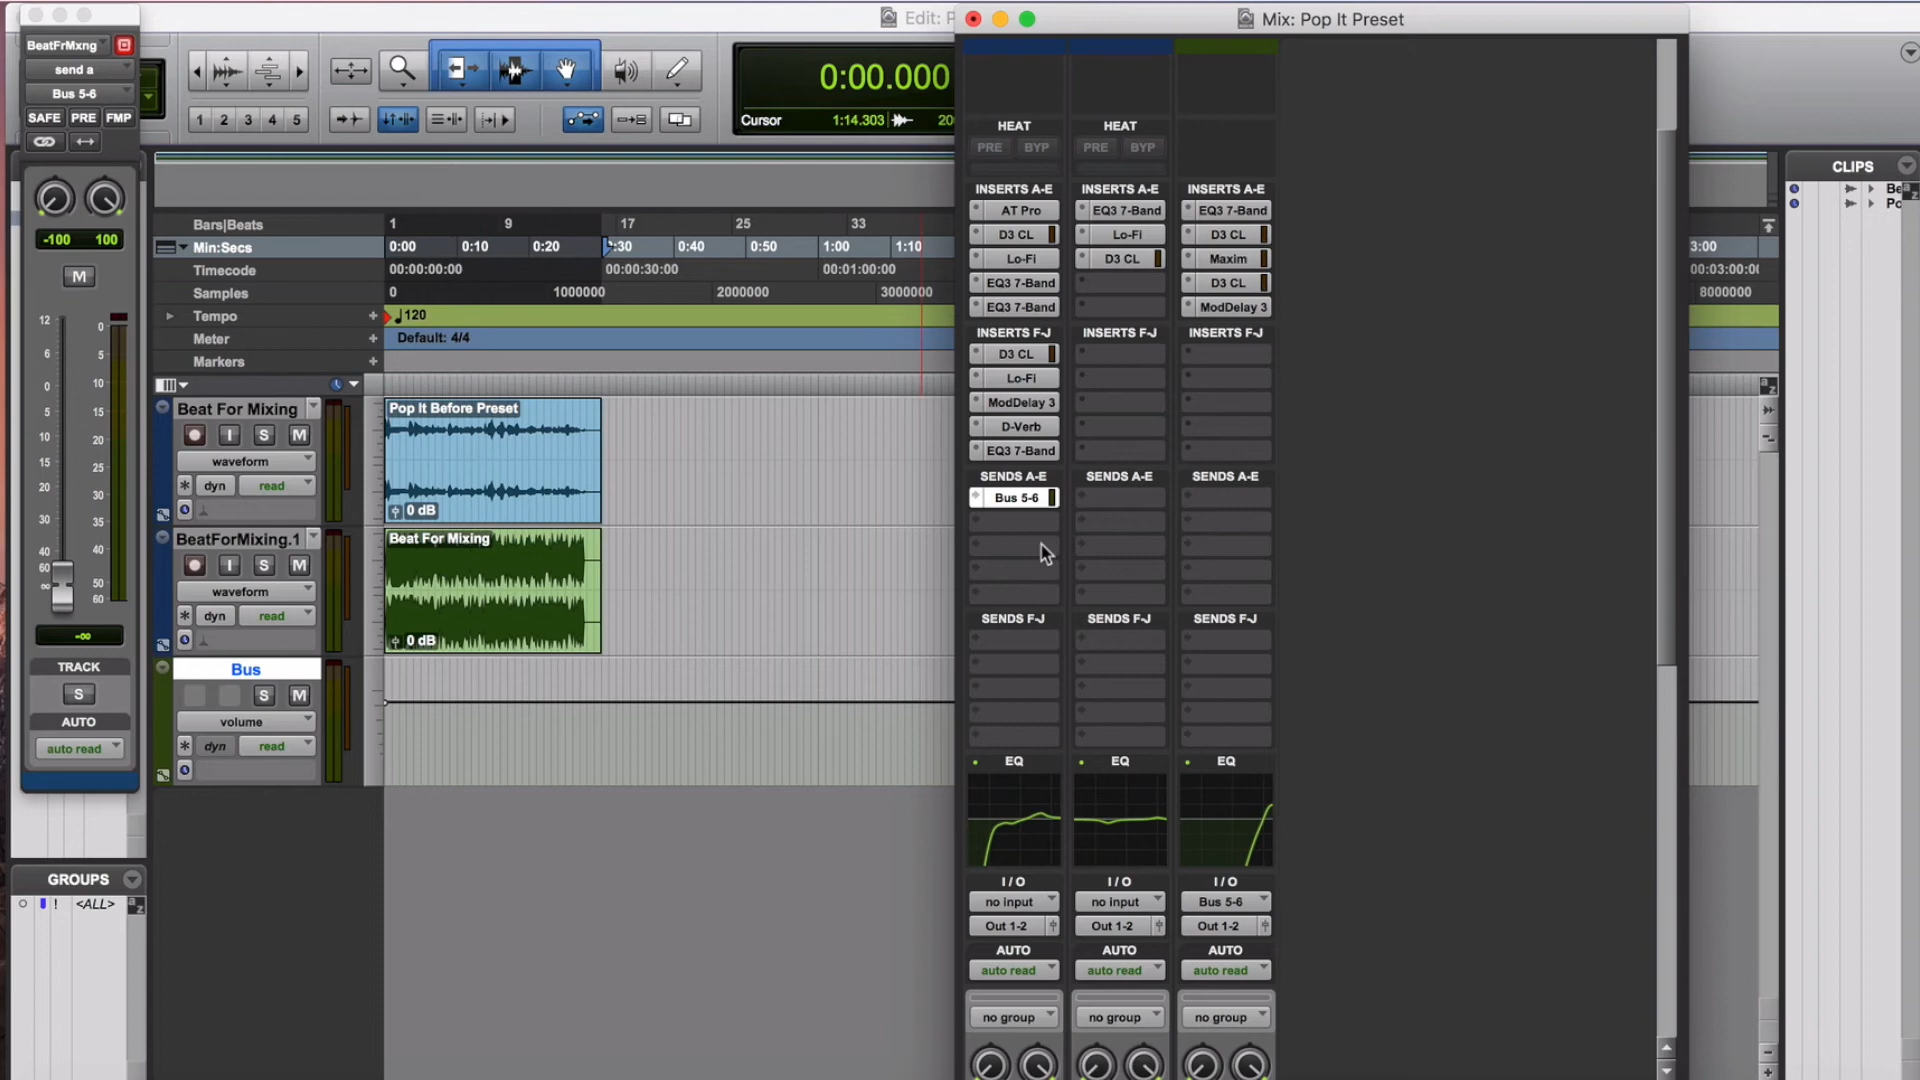 Edit: P
Mix: Pop It Preset
BeatFrMxng
send a
Bus 5-6
SAFE PRE FMP
-100 100
M
12
6
0
5
10
15
20
30
40
60
∞
0
5
10
15
20
25
30
35
40
50
60
-∞
TRACK
S
AUTO
auto read
GROUPS
! <ALL>
1 2 3 4 5
0:00.000
Cursor 1:14.303 20
Bars|Beats 1 9 17 25 33
Min:Secs 0:00 0:10 0:20 :30 0:40 0:50 1:00 1:10 3:00
Timecode 00:00:00:00 00:00:30:00 00:01:00:00 00:03:00:00
Samples 0 1000000 2000000 3000000 8000000
Tempo + 120
Meter + Default: 4/4
Markers +
Beat For Mixing
I S M
waveform
dyn read
Pop It Before Preset
0 dB
BeatForMixing.1
I S M
waveform
dyn read
Beat For Mixing
0 dB
Bus
S M
volume
dyn read
HEAT HEAT
PRE BYP PRE BYP
INSERTS A-E INSERTS A-E INSERTS A-E
AT Pro EQ3 7-Band EQ3 7-Band
D3 CL Lo-Fi D3 CL
Lo-Fi D3 CL Maxim
EQ3 7-Band D3 CL
EQ3 7-Band ModDelay 3
INSERTS F-J INSERTS F-J INSERTS F-J
D3 CL
Lo-Fi
ModDelay 3
D-Verb
EQ3 7-Band
SENDS A-E SENDS A-E SENDS A-E
Bus 5-6
SENDS F-J SENDS F-J SENDS F-J
EQ EQ EQ
I / O I / O I / O
no input no input Bus 5-6
Out 1-2 Out 1-2 Out 1-2
AUTO AUTO AUTO
auto read auto read auto read
no group no group no group
CLIPS
Be
Po